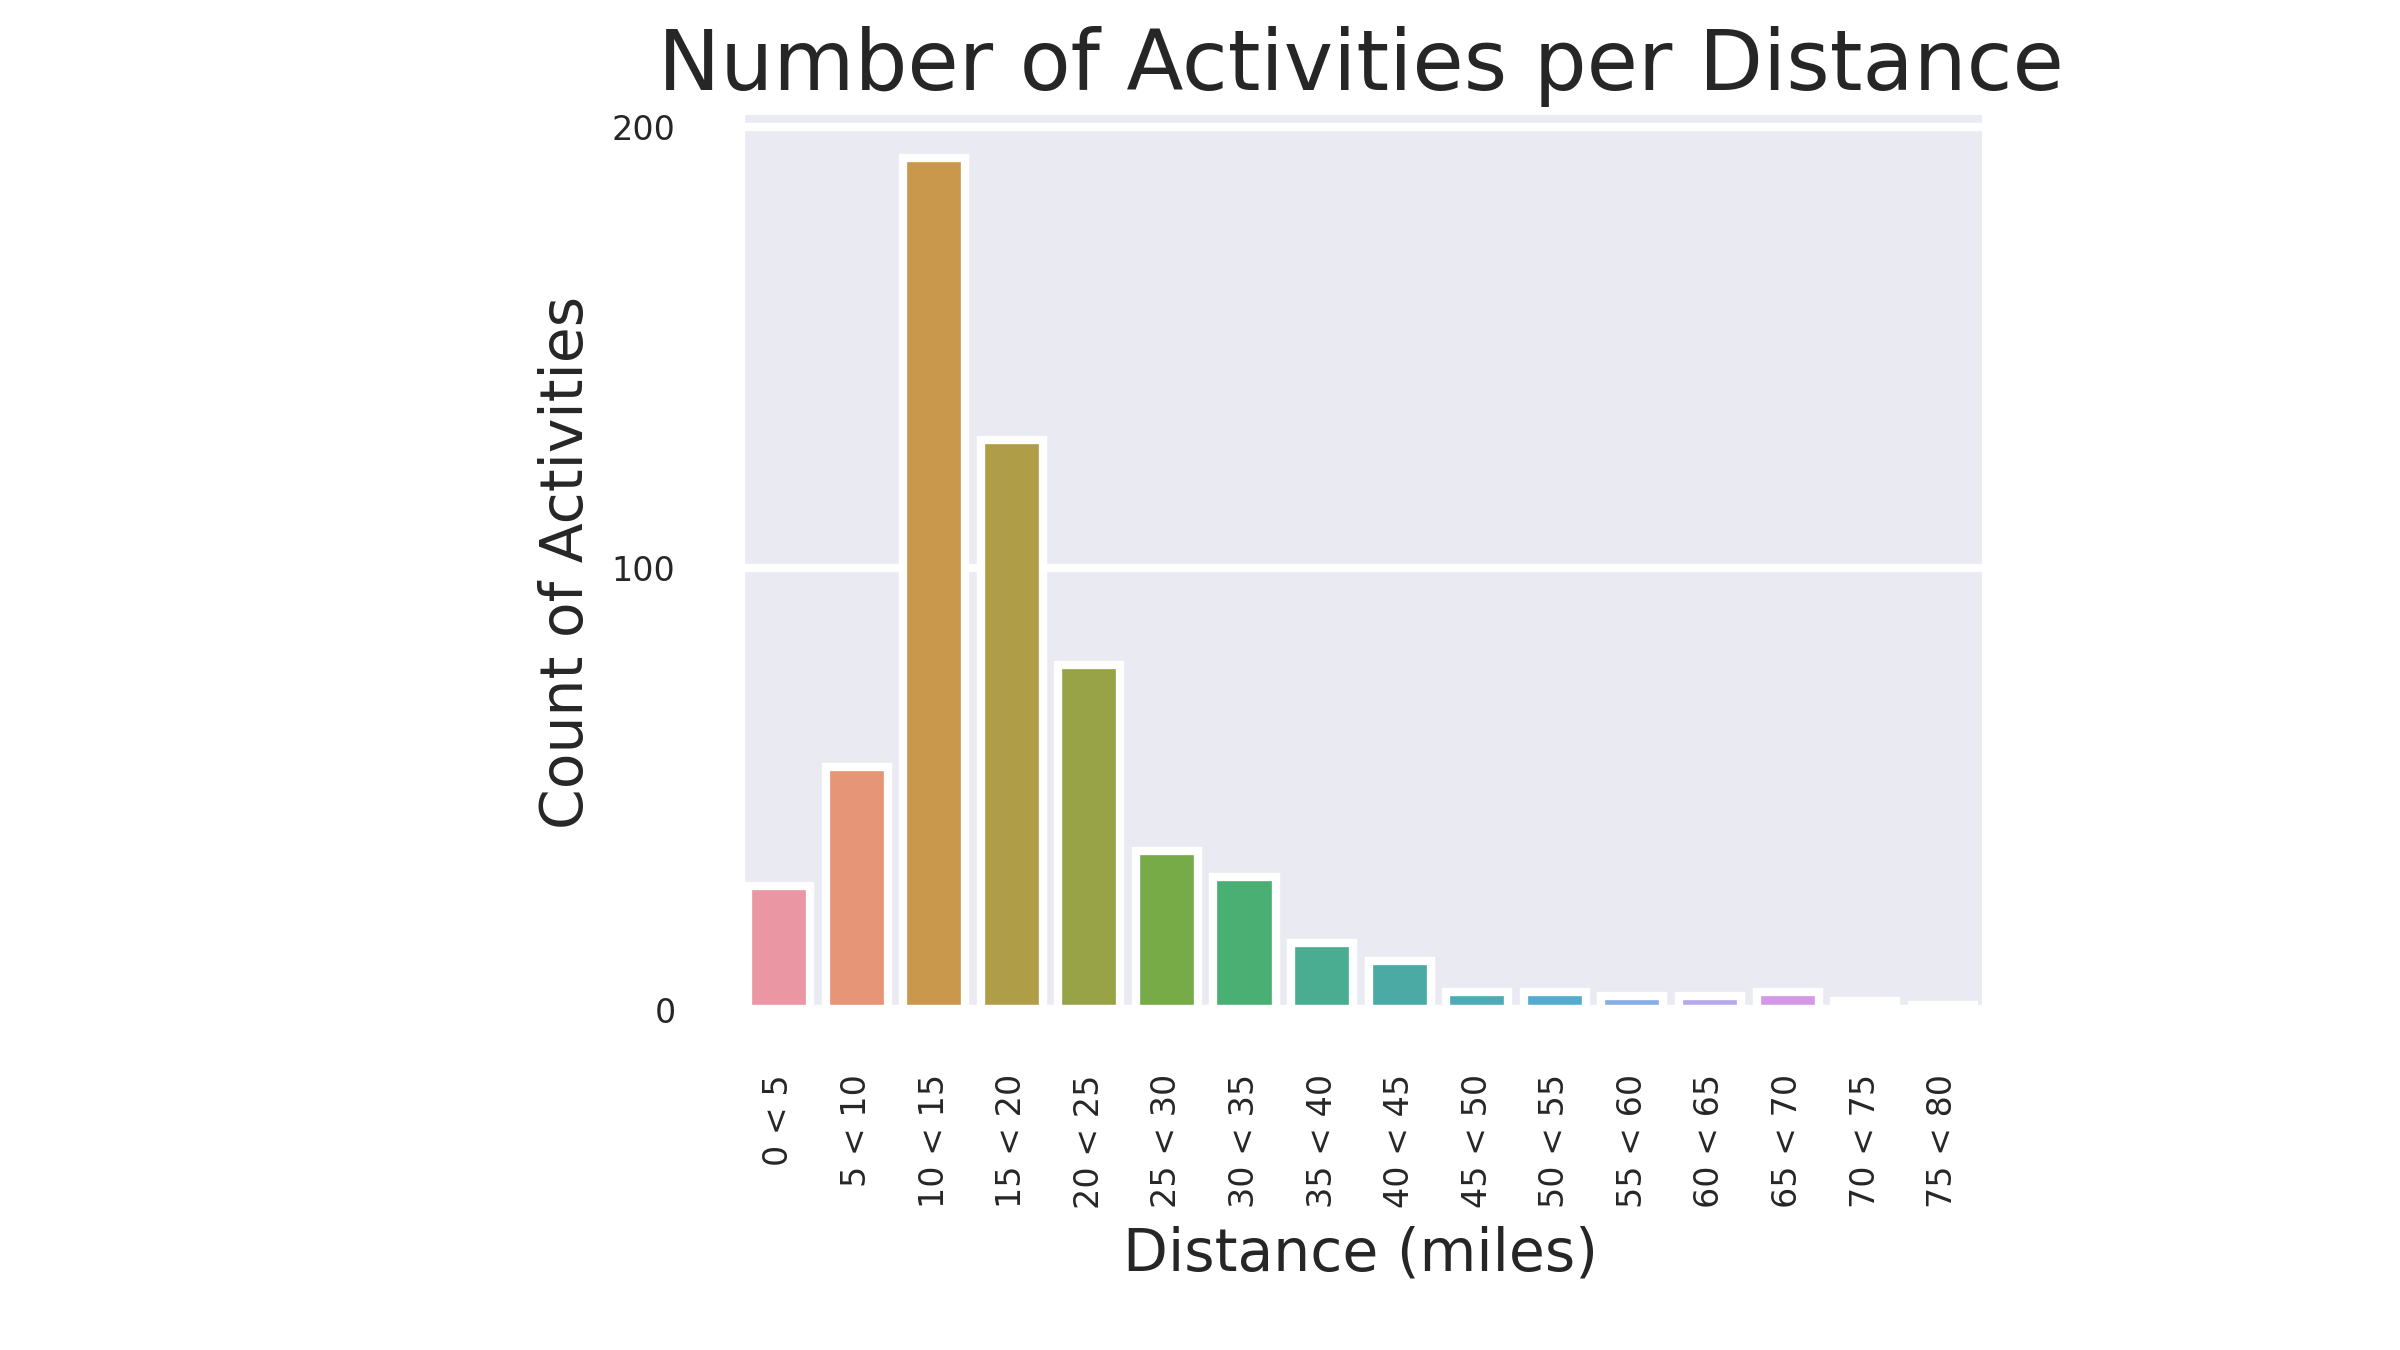 Number of Activities per Distance
200
100
0
Count of Activities
0 < 5
5 < 10
10 < 15
15 < 20
20 < 25
25 < 30
30 < 35
35 < 40
40 < 45
45 < 50
50 < 55
55 < 60
60 < 65
65 < 70
70 < 75
75 < 80
Distance (miles)